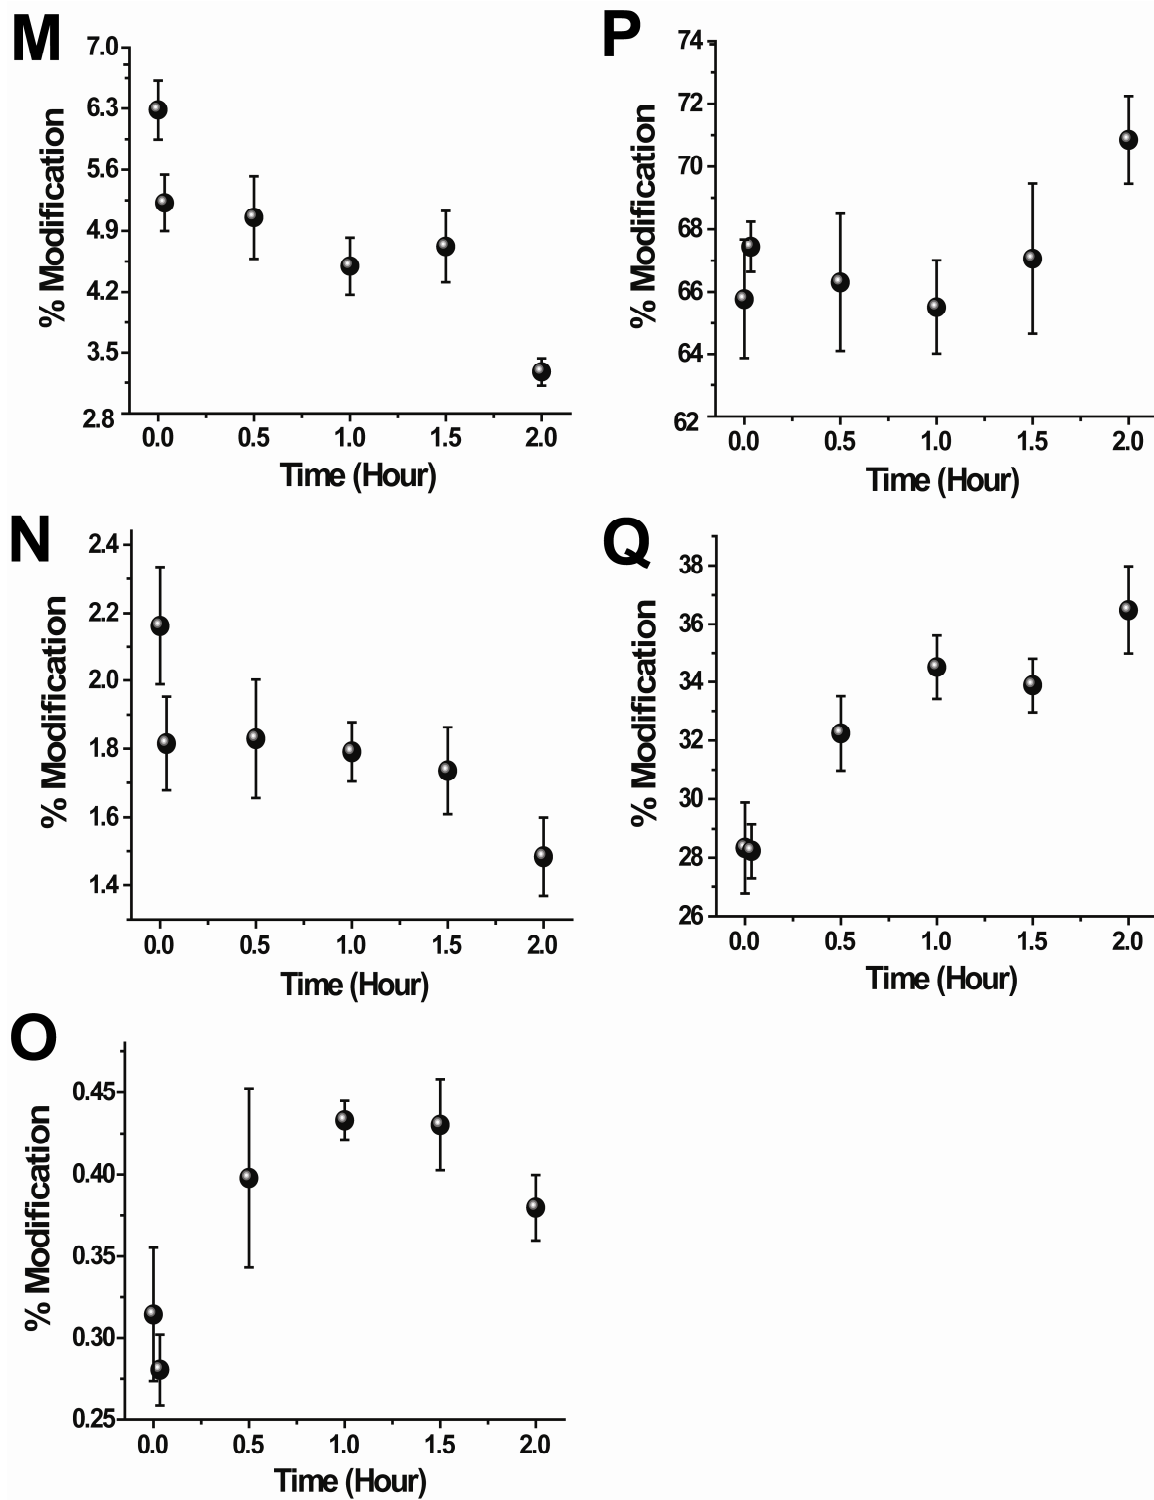 M
7.0
6.3
5.6
4.9
4.2
3.5
2.8
% Modification
0.0 0.5 1.0 1.5 2.0
Time (Hour)
P
74
72
70
68
66
64
62
% Modification
0.0 0.5 1.0 1.5 2.0
Time (Hour)
N
2.4
2.2
2.0
1.8
1.6
1.4
% Modification
0.0 0.5 1.0 1.5 2.0
Time (Hour)
Q
38
36
34
32
30
28
26
% Modification
0.0 0.5 1.0 1.5 2.0
Time (Hour)
O
0.45
0.40
0.35
0.30
0.25
% Modification
0.0 0.5 1.0 1.5 2.0
Time (Hour)